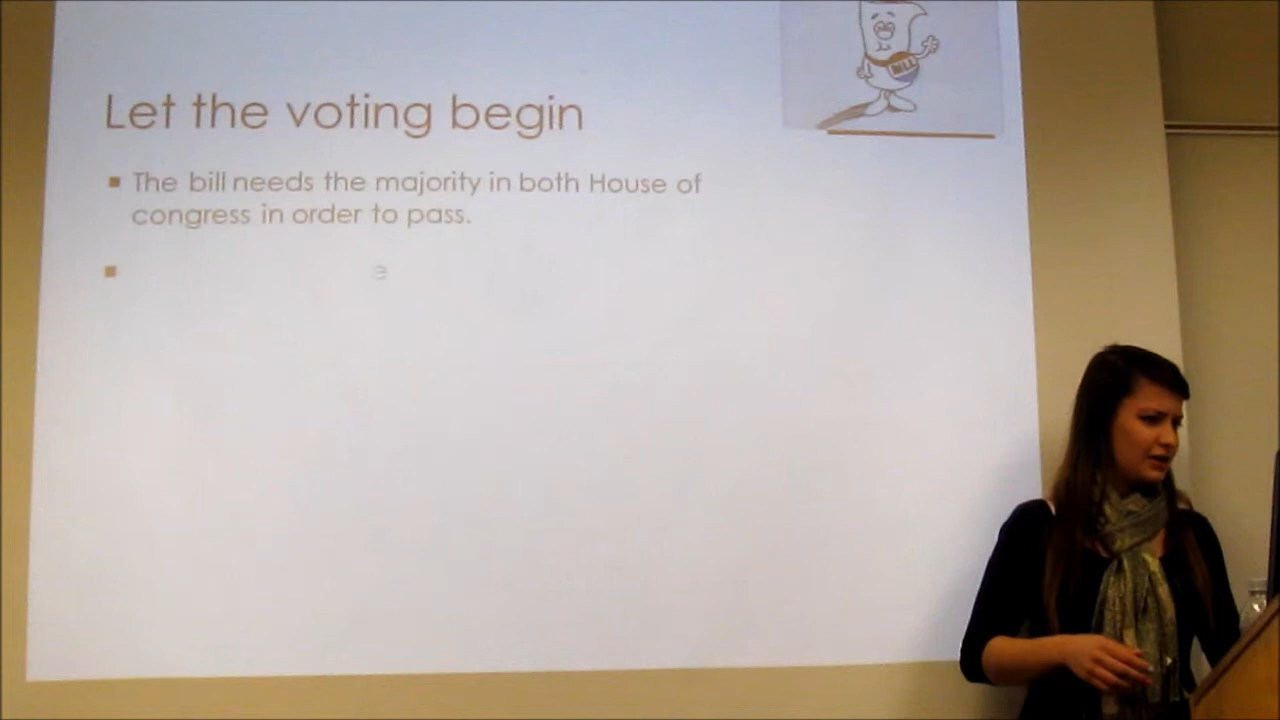 BILL
Let the voting begin
The bill needs the majority in both House of
congress in order to pass.
e